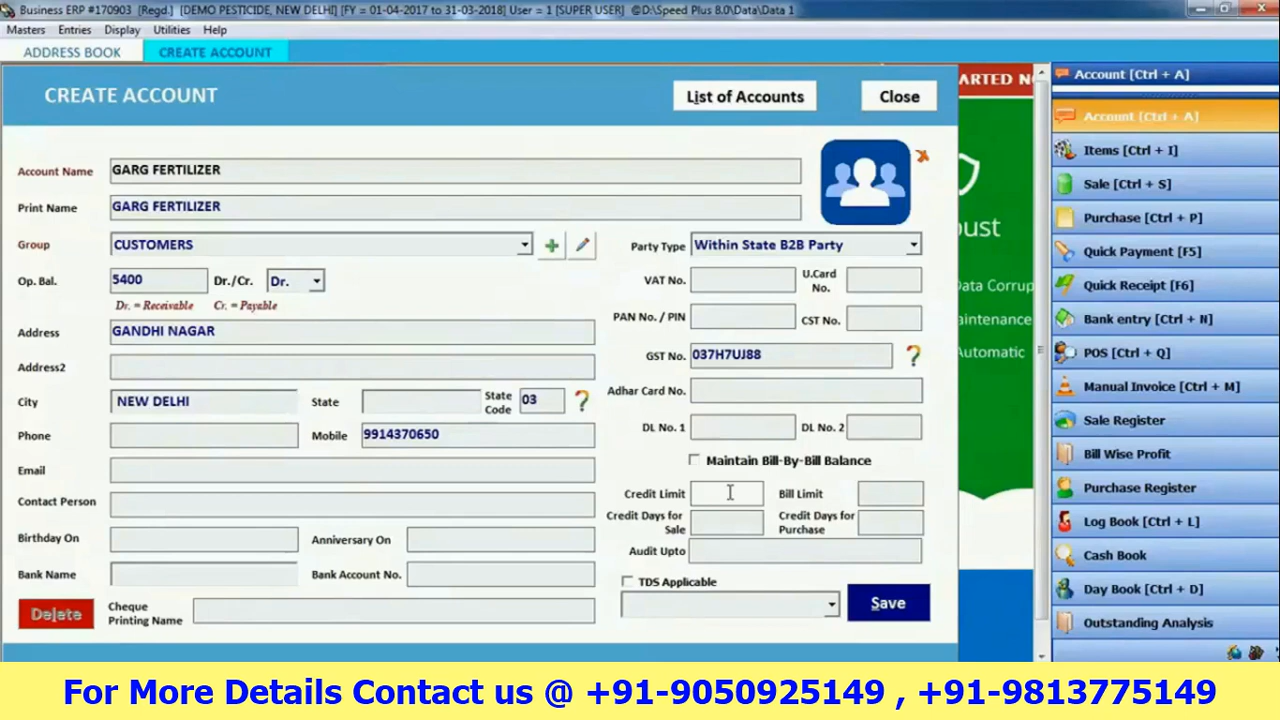 Business ERP #170903 [Regd.] [DEMO PESTICIDE, NEW DELHI] [FY = 01-04-2017 to 31-03-2018] User = 1 [SUPER USER] @D:\Speed Plus 8.0\Data\Data 1
Masters Entries Display Utilities Help
ADDRESS BOOK CREATE ACCOUNT
CREATE ACCOUNT
List of Accounts
Close
Account Name GARG FERTILIZER
Print Name GARG FERTILIZER
Group CUSTOMERS
Op. Bal. 5400 Dr./Cr. Dr.
Dr. = Receivable Cr. = Payable
Address GANDHI NAGAR
Address2
City NEW DELHI State State Code 03
Phone Mobile 9914370650
Email
Contact Person
Birthday On Anniversary On
Bank Name Bank Account No.
Delete
Cheque Printing Name
Party Type Within State B2B Party
VAT No. U.Card No.
PAN No. / PIN CST No.
GST No. 037H7UJ88
Adhar Card No.
DL No. 1 DL No. 2
Maintain Bill-By-Bill Balance
Credit Limit Bill Limit
Credit Days for Sale Credit Days for Purchase
Audit Upto
TDS Applicable
Save
ARTED
ust
Data Corrup
aintenance
Automatic
Account [Ctrl + A]
Account [Ctrl + A]
Items [Ctrl + I]
Sale [Ctrl + S]
Purchase [Ctrl + P]
Quick Payment [F5]
Quick Receipt [F6]
Bank entry [Ctrl + N]
POS [Ctrl + Q]
Manual Invoice [Ctrl + M]
Sale Register
Bill Wise Profit
Purchase Register
Log Book [Ctrl + L]
Cash Book
Day Book [Ctrl + D]
Outstanding Analysis
For More Details Contact us @ +91-9050925149 , +91-9813775149